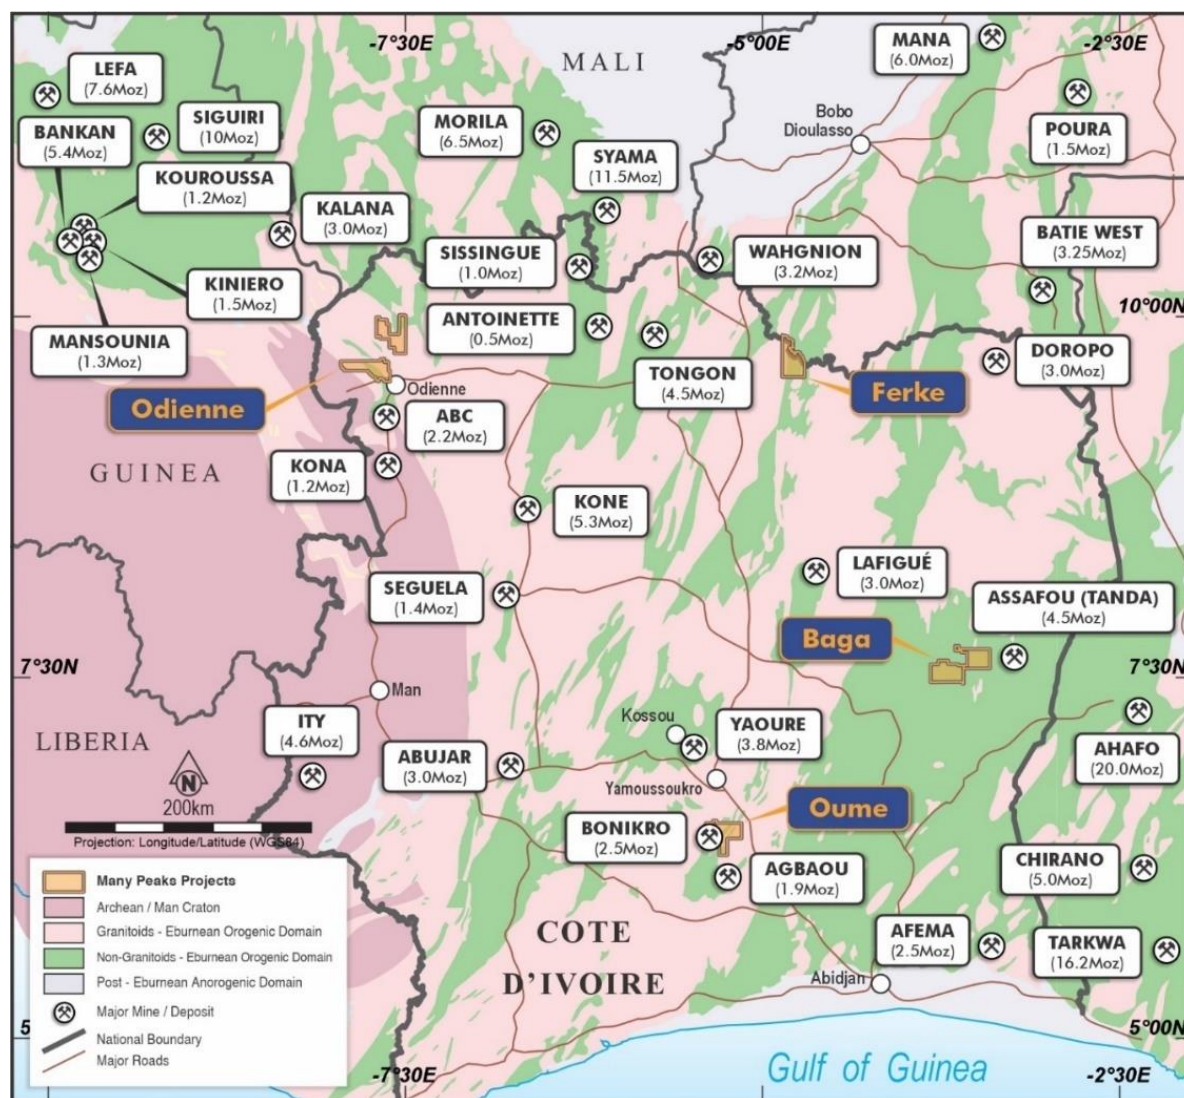 -7°30E
-5°00E
-2°30E
MALI
MANA
(6.0Moz)
LEFA
(7.6Moz)
SIGUIRI
(10Moz)
BANKAN
(5.4Moz)
MORILA
(6.5Moz)
Bobo
Dioulasso
POURA
(1.5Moz)
SYAMA
(11.5Moz)
KOUROUSSA
(1.2Moz)
KALANA
(3.0Moz)
SISSINGUE
(1.0Moz)
WAHGNION
(3.2Moz)
BATIE WEST
(3.25Moz)
KINIERO
(1.5Moz)
10°00N
ANTOINETTE
(0.5Moz)
MANSOUNIA
(1.3Moz)
DOROPO
(3.0Moz)
TONGON
(4.5Moz)
Odienne
Odienne
Ferke
ABC
(2.2Moz)
GUINEA
KONA
(1.2Moz)
KONE
(5.3Moz)
LAFIGUÉ
(3.0Moz)
SEGUELA
(1.4Moz)
ASSAFOU (TANDA)
(4.5Moz)
Baga
7°30N
7°30N
Man
ITY
(4.6Moz)
Kossou
YAOURE
(3.8Moz)
LIBERIA
ABUJAR
(3.0Moz)
AHAFO
(20.0Moz)
Yamoussoukro
N
200km
Projection: Longitude/Latitude (WGS84)
Oume
BONIKRO
(2.5Moz)
AGBAOU
(1.9Moz)
CHIRANO
(5.0Moz)
Many Peaks Projects
Archean / Man Craton
Granitoids - Eburnean Orogenic Domain
Non-Granitoids - Eburnean Orogenic Domain
Post - Eburnean Anorogenic Domain
Major Mine / Deposit
National Boundary
Major Roads
COTE
D'IVOIRE
AFEMA
(2.5Moz)
TARKWA
(16.2Moz)
Abidjan
5
5°00N
Gulf of Guinea
-7°30E
-2°30E